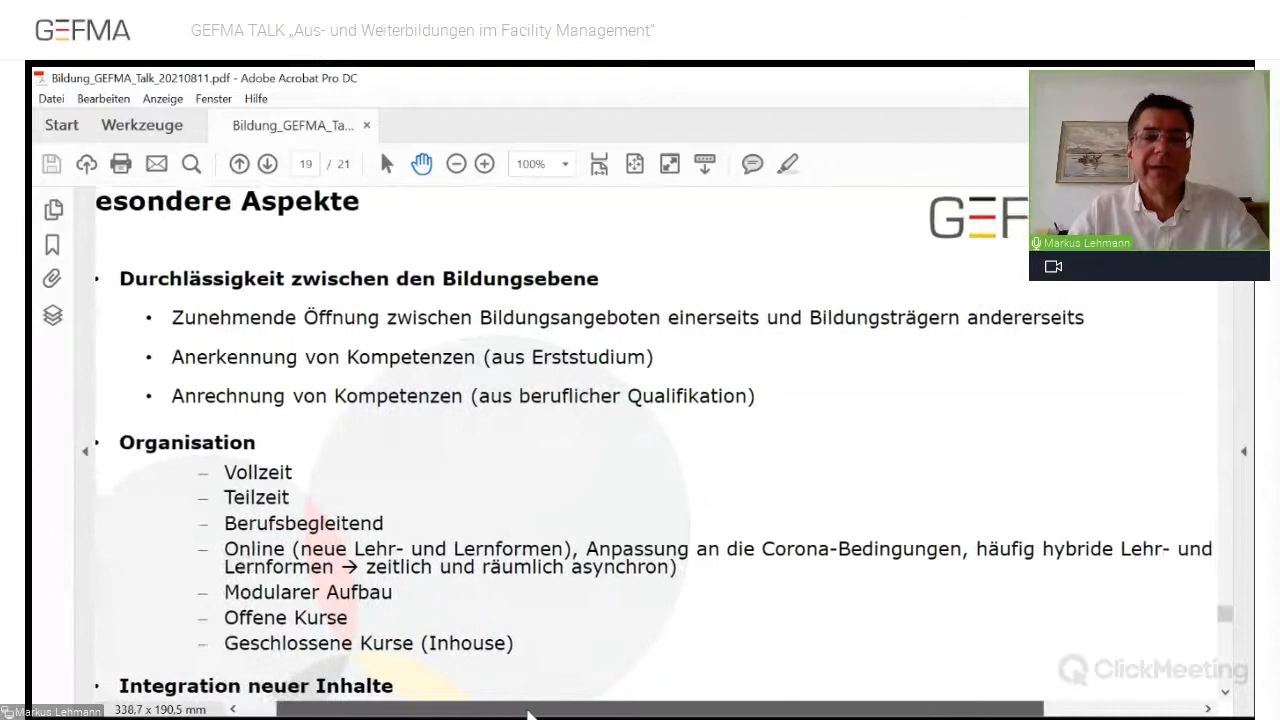 GEFMA GEFMA TALK „Aus- und Weiterbildungen im Facility Management“
Bildung_GEFMA_Talk_20210811.pdf - Adobe Acrobat Pro DC
Datei Bearbeiten Anzeige Fenster Hilfe
Start Werkzeuge Bildung_GEFMA_Ta... ×
19 / 21 100%
esondere Aspekte
GEF
Markus Lehmann
• Durchlässigkeit zwischen den Bildungsebene
• Zunehmende Öffnung zwischen Bildungsangeboten einerseits und Bildungsträgern andererseits
• Anerkennung von Kompetenzen (aus Erststudium)
• Anrechnung von Kompetenzen (aus beruflicher Qualifikation)
• Organisation
– Vollzeit
– Teilzeit
– Berufsbegleitend
– Online (neue Lehr- und Lernformen), Anpassung an die Corona-Bedingungen, häufig hybride Lehr- und
Lernformen → zeitlich und räumlich asynchron)
– Modularer Aufbau
– Offene Kurse
– Geschlossene Kurse (Inhouse)
• Integration neuer Inhalte
ClickMeeting
Markus Lehmann 338,7 x 190,5 mm